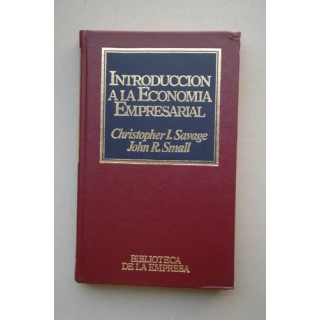 INTRODUCCION
A LA ECONOMIA
EMPRESARIAL
Christopher I. Savage
John R. Small
BIBLIOTECA
DE LA EMPRESA